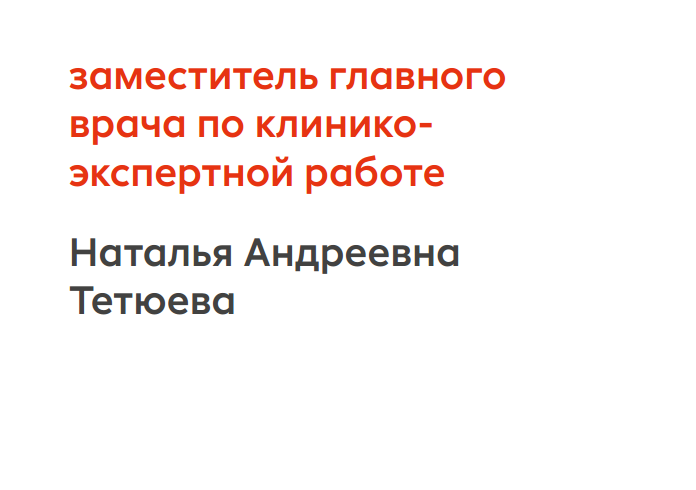 заместитель главного
врача по клинико-
экспертной работе
Наталья Андреевна
Тетюева